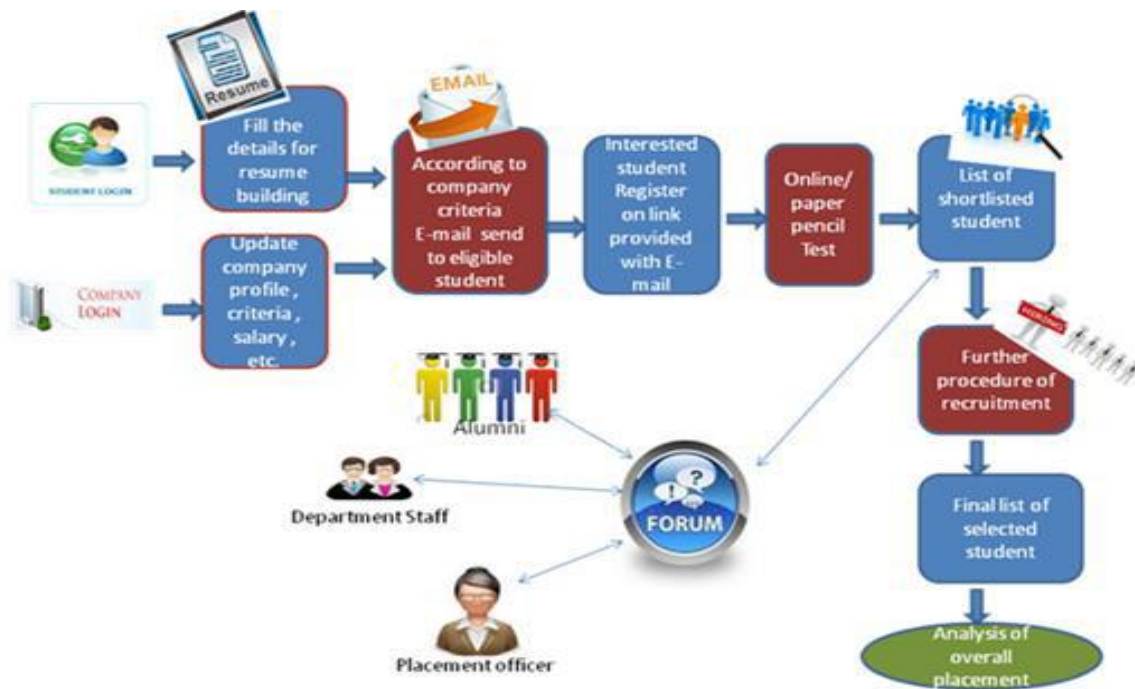 Resume
STUDENT LOGIN
Fill the
details for
resume
building
COMPANY
LOGIN
Update
company
profile ,
criteria ,
salary ,
etc.
EMAIL
According to
company
criteria
E-mail send
to eligible
student
Interested
student
Register
on link
provided
with E-
mail
Online/
paper
pencil
Test
List of
shortlisted
student
HIRING
Further
procedure of
recruitment
Final list of
selected
student
Analysis of
overall
placement
Alumni
Department Staff
Placement officer
! ?
FORUM